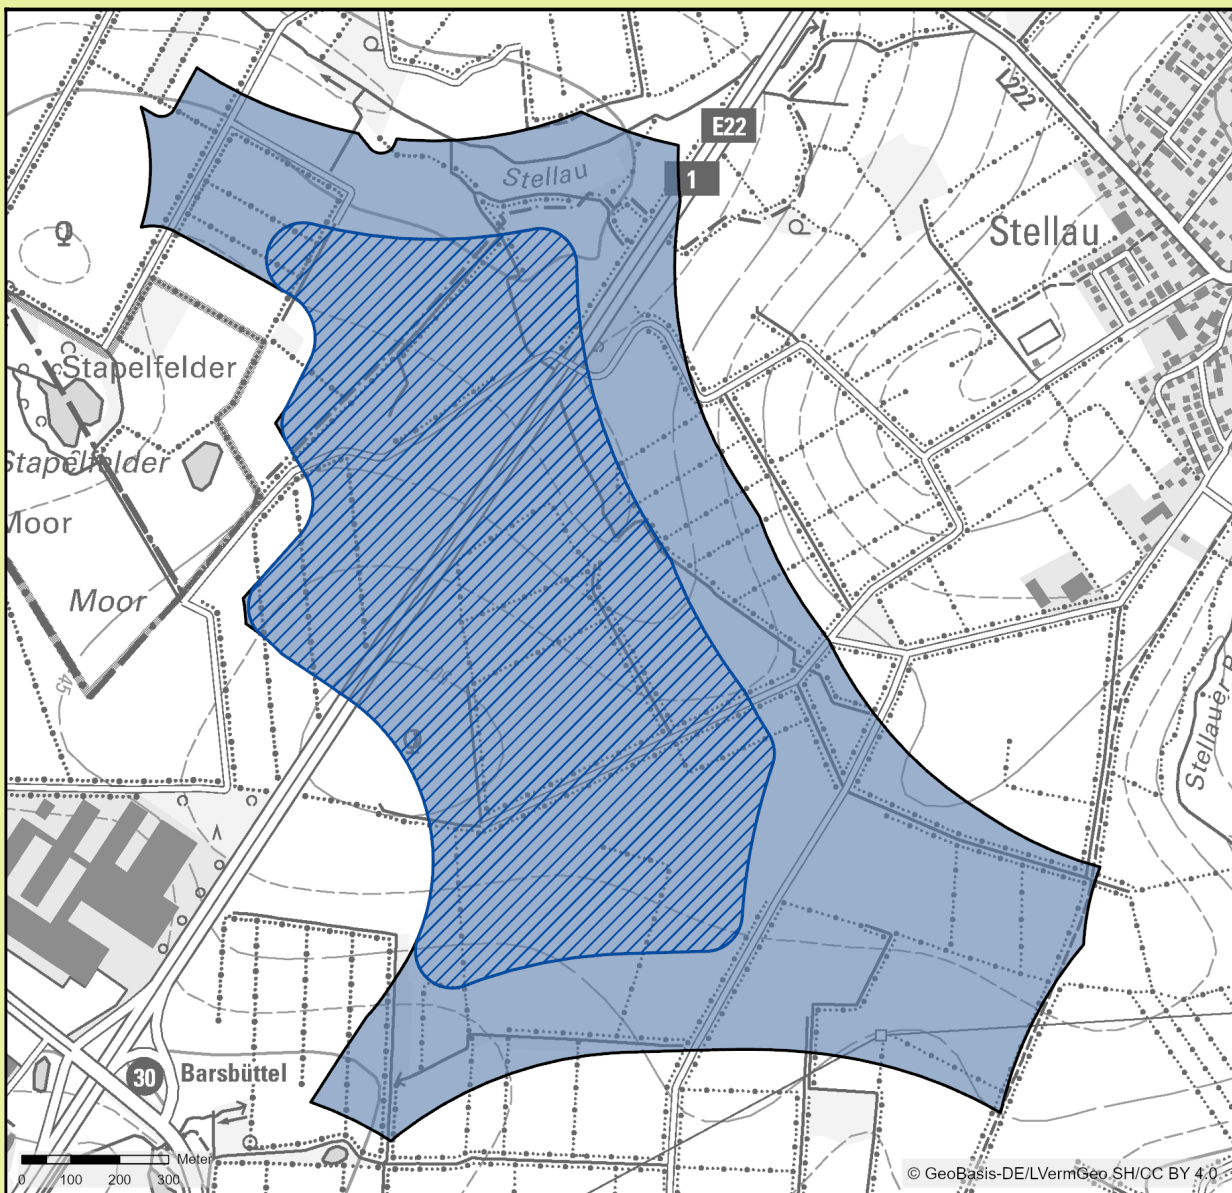 L222
E22
1
Stellau
Stellau
Stapelfelder
Stapelfelder
Moor
Moor
45
Stellauer
30
Barsbüttel
Meter
0 100 200 300
© GeoBasis-DE/LVermGeo SH/CC BY 4.0